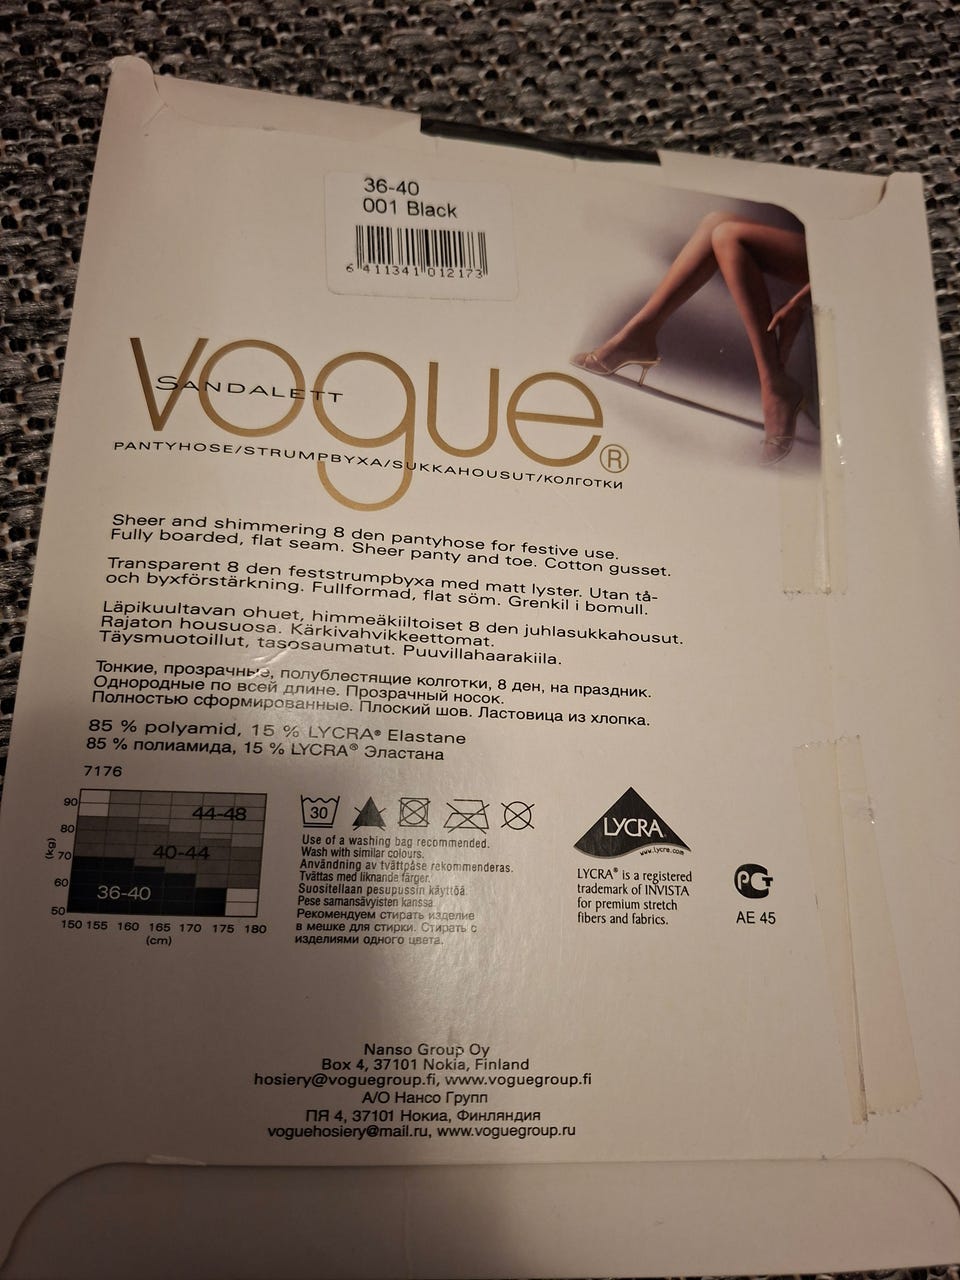 36-40
001 Black
6 411341 012173
vogue®
SANDALETT
PANTYHOSE/STRUMPBYXA/SUKKAHOUSUT/КОЛГОТКИ
Sheer and shimmering 8 den pantyhose for festive use.
Fully boarded, flat seam. Sheer panty and toe. Cotton gusset.
Transparent 8 den feststrumpbyxa med matt lyster. Utan tå-
och byxförstärkning. Fullformad, flat söm. Grenkil i bomull.
Läpikuultavan ohuet, himmeäkiiltoiset 8 den juhlasukkahousut.
Rajaton housuosa. Kärkivahvikkeettomat.
Täysmuotoillut, tasosaumatut. Puuvillahaarakiila.
Тонкие, прозрачные, полублестящие колготки, 8 ден, на праздник.
Однородные по всей длине. Прозрачный носок.
Полностью сформированные. Плоский шов. Ластовица из хлопка.
85 % polyamid, 15 % LYCRA® Elastane
85 % полиамида, 15 % LYCRA® Эластана
7176
90
80
(kg) 70
60
50
44-48
40-44
36-40
150 155 160 165 170 175 180
(cm)
30
Use of a washing bag recommended.
Wash with similar colours.
Användning av tvättpåse rekommenderas.
Tvättas med liknande färger.
Suositellaan pesupussin käyttöä.
Pese samansävyisten kanssa.
Рекомендуем стирать изделие
в мешке для стирки. Стирать с
изделиями одного цвета.
LYCRA®
www.lycra.com
LYCRA® is a registered
trademark of INVISTA
for premium stretch
fibers and fabrics.
РСТ
АЕ 45
Nanso Group Oy
Box 4, 37101 Nokia, Finland
hosiery@voguegroup.fi, www.voguegroup.fi
А/О Нансо Групп
ПЯ 4, 37101 Нокиа, Финляндия
voguehosiery@mail.ru, www.voguegroup.ru